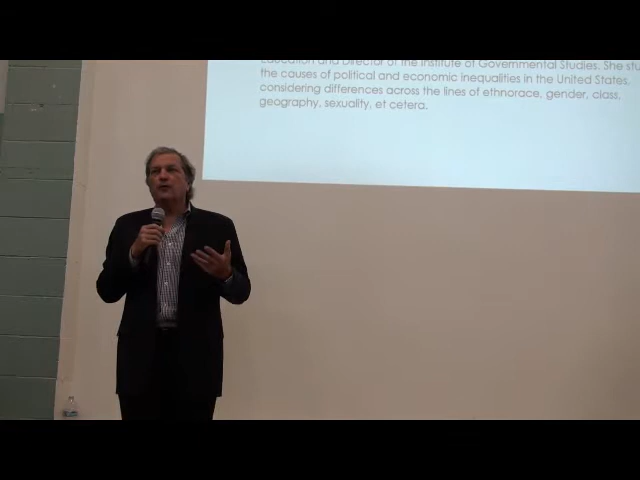 Education and Director of the Institute of Governmental Studies. She stu
the causes of political and economic inequalities in the United States,
considering differences across the lines of ethnorace, gender, class,
geography, sexuality, et cetera.